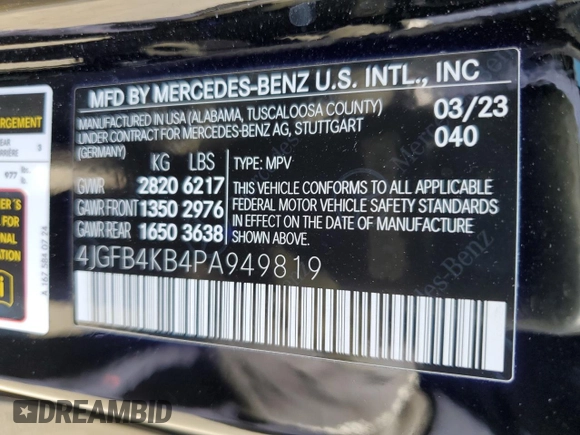 MFD BY MERCEDES-BENZ U.S. INTL., INC
MANUFACTURED IN USA (ALABAMA, TUSCALOOSA COUNTY)
UNDER CONTRACT FOR MERCEDES-BENZ AG, STUTTGART
(GERMANY)
03/23
040
KG LBS
GVWR 2820 6217
GAWR FRONT 1350 2976
GAWR REAR 1650 3638
TYPE: MPV
THIS VEHICLE CONFORMS TO ALL APPLICABLE
FEDERAL MOTOR VEHICLE SAFETY STANDARDS
IN EFFECT ON THE DATE OF MANUFACTURE
4JGFB4KB4PA949819
REAR
3
977
DREAMBID